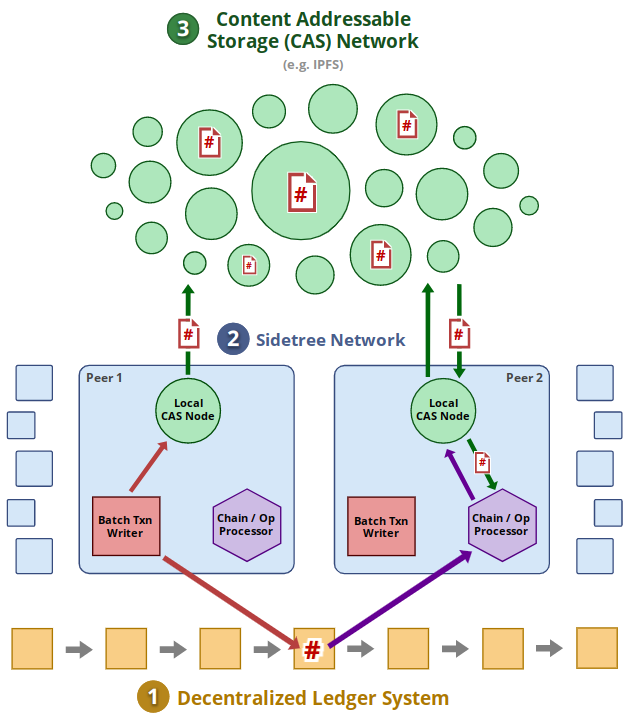 3
Content Addressable
Storage (CAS) Network
(e.g. IPFS)
#
#
#
#
#
#
#
2
Sidetree Network
Peer 1
Peer 2
Local
CAS Node
Local
CAS Node
#
Batch Txn
Writer
Chain / Op
Processor
Batch Txn
Writer
Chain / Op
Processor
#
1
Decentralized Ledger System